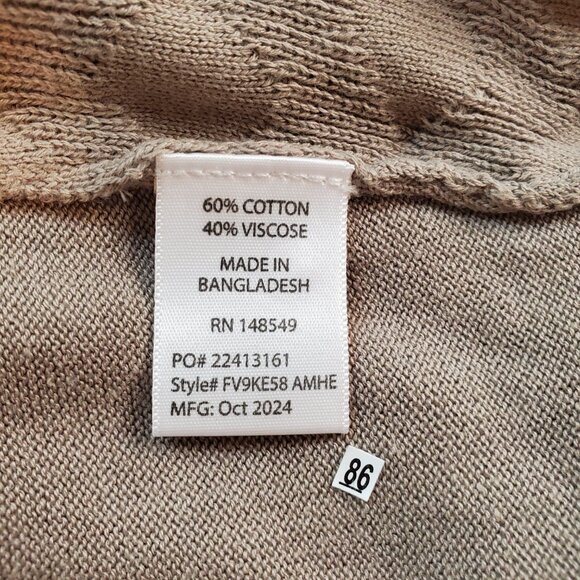 60% COTTON
40% VISCOSE
MADE IN
BANGLADESH
RN 148549
PO# 22413161
Style# FV9KE58 AMHE
MFG: Oct 2024
86